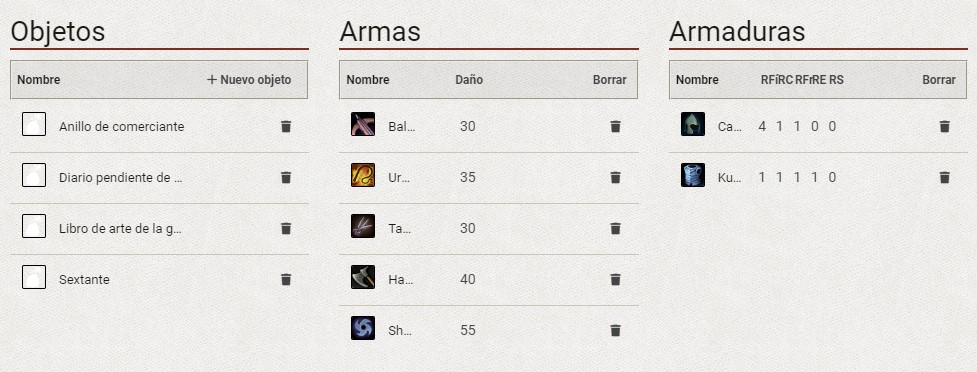 Objetos
Nombre + Nuevo objeto
Anillo de comerciante
Diario pendiente de ...
Libro de arte de la g...
Sextante
Armas
Nombre Daño Borrar
Bal... 30
Ur... 35
Ta... 30
Ha... 40
Sh... 55
Armaduras
Nombre RFíRC RFrRE RS Borrar
Ca... 4 1 1 0 0
Ku... 1 1 1 1 0